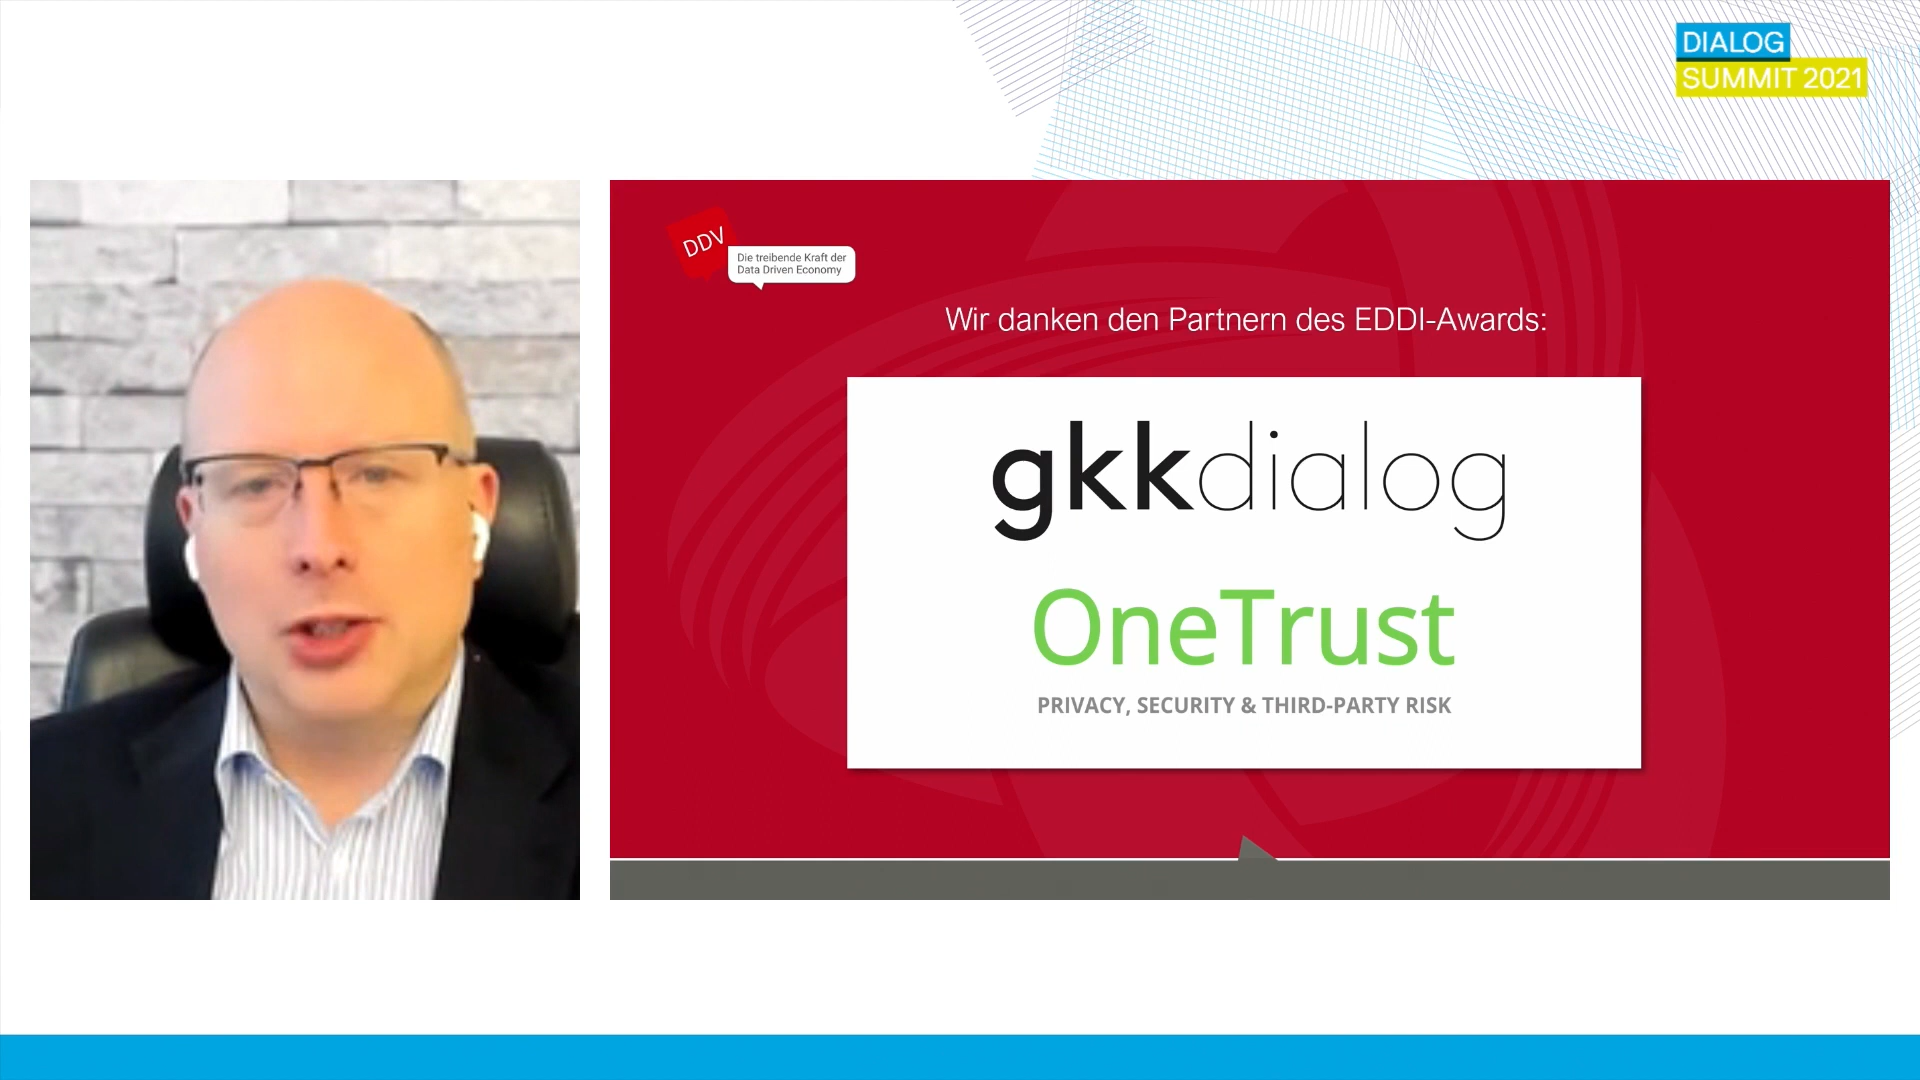 DIALOG
SUMMIT 2021
DDV
Die treibende Kraft der
Data Driven Economy
Wir danken den Partnern des EDDI-Awards:
gkkdialog
OneTrust
PRIVACY, SECURITY & THIRD-PARTY RISK